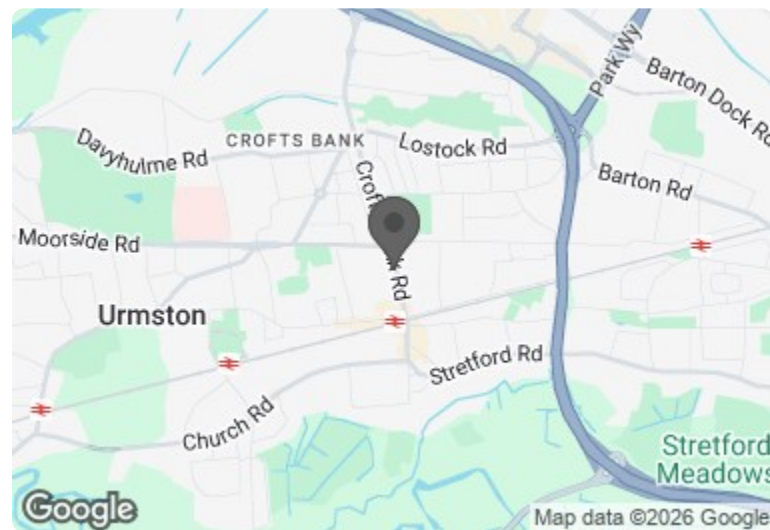 Park Wy
Barton Dock Rd
Davyhulme Rd
CROFTS BANK
Lostock Rd
Barton Rd
Moorside Rd
Rd
Urmston
Stretford Rd
Church Rd
Stretford
Meadows
Google
Map data ©2026 Google